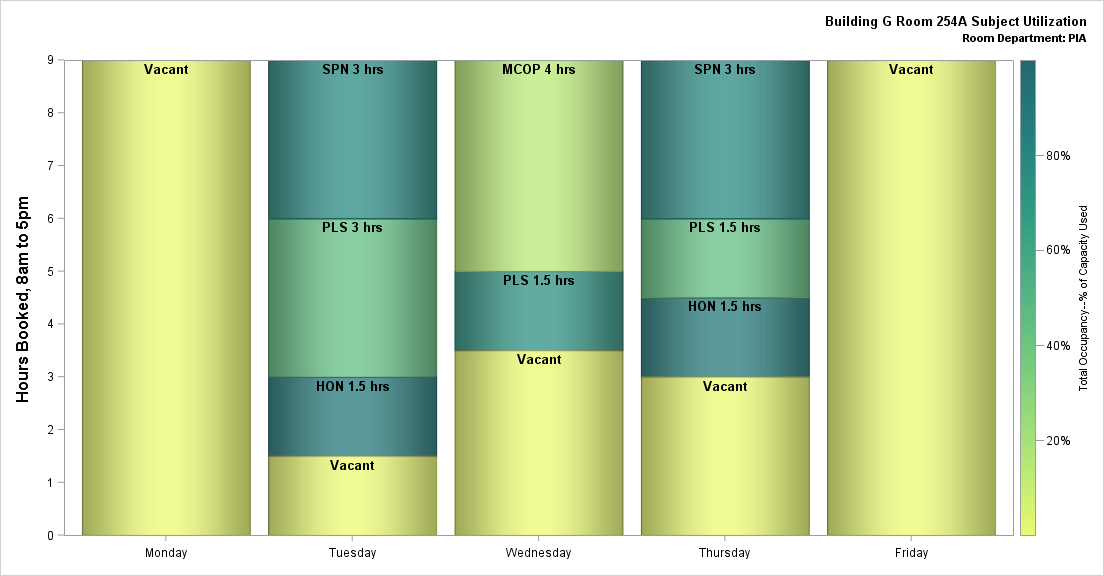 Building G Room 254A Subject Utilization
Room Department: PIA
Hours Booked, 8am to 5pm
9
8
7
6
5
4
3
2
1
0
Vacant
SPN 3 hrs
PLS 3 hrs
HON 1.5 hrs
Vacant
MCOP 4 hrs
PLS 1.5 hrs
Vacant
SPN 3 hrs
PLS 1.5 hrs
HON 1.5 hrs
Vacant
Vacant
Monday
Tuesday
Wednesday
Thursday
Friday
80%
60%
40%
20%
Total Occupancy--% of Capacity Used